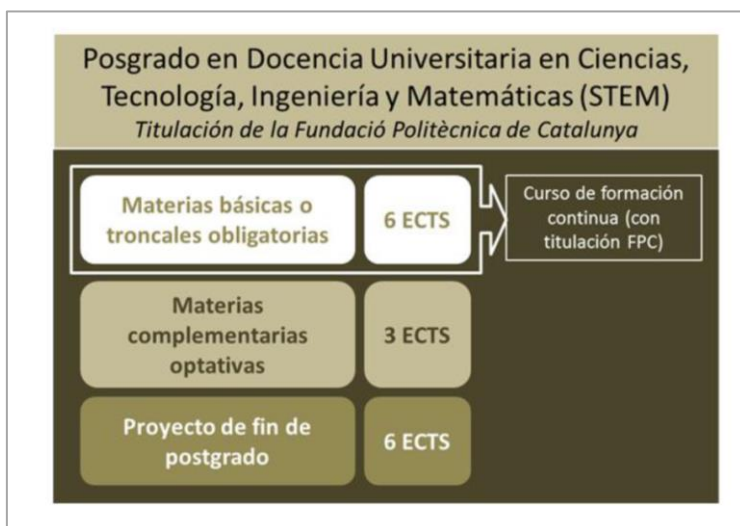 Posgrado en Docencia Universitaria en Ciencias,
Tecnología, Ingeniería y Matemáticas (STEM)
Titulación de la Fundació Politècnica de Catalunya
Materias básicas o
troncales obligatorias
6 ECTS
Curso de formación
continua (con
titulación FPC)
Materias
complementarias
optativas
3 ECTS
Proyecto de fin de
postgrado
6 ECTS